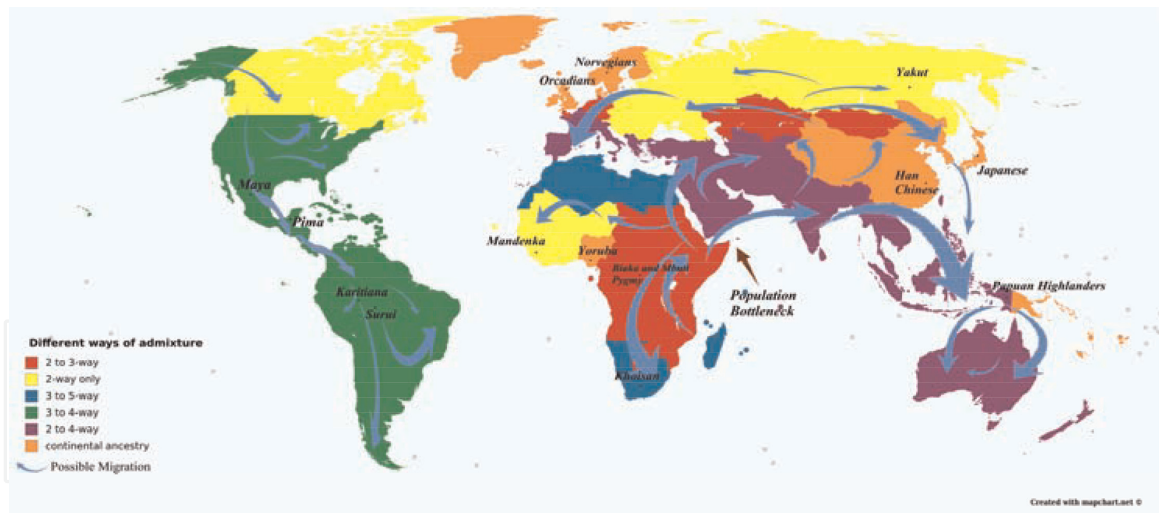 Norvegians
Orcadians
Yakut
Japanese
Han
Chinese
Maya
Pima
Mandenka
Yoruba
Biaka and Mbuti
Pygmy
Population
Bottleneck
Papuan Highlanders
Karitiana
Surui
Khoisan
Different ways of admixture
2 to 3-way
2-way only
3 to 5-way
3 to 4-way
2 to 4-way
continental ancestry
Possible Migration
Created with mapchart.net ©